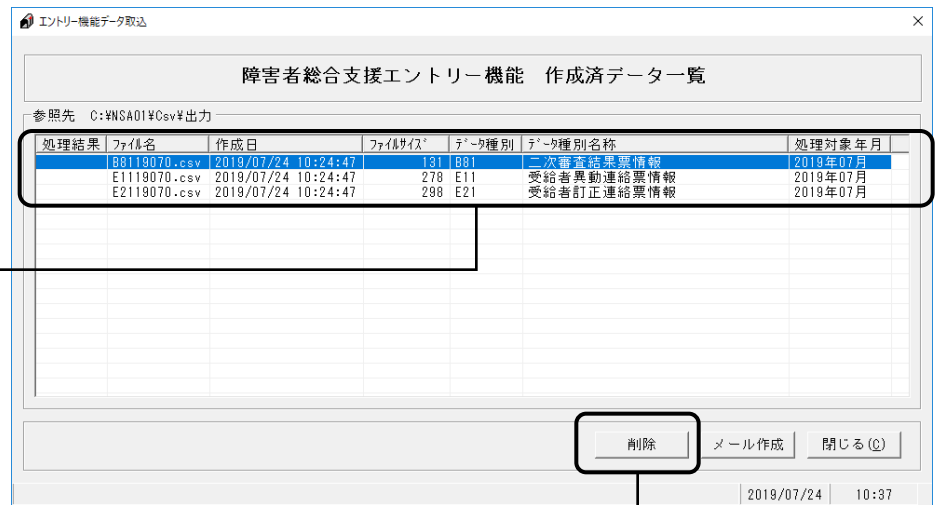 エントリー機能データ取込
障害者総合支援エントリー機能 作成済データ一覧
参照先 C:¥NSA01¥Csv¥出力
処理結果 ファイル名 作成日 ファイルサイズ データ種別 データ種別名称 処理対象年月
B8119070.csv 2019/07/24 10:24:47 131 B81 二次審査結果票情報 2019年07月
E1119070.csv 2019/07/24 10:24:47 278 E11 受給者異動連絡票情報 2019年07月
E2119070.csv 2019/07/24 10:24:47 298 E21 受給者訂正連絡票情報 2019年07月
削除 メール作成 閉じる(C)
2019/07/24 10:37